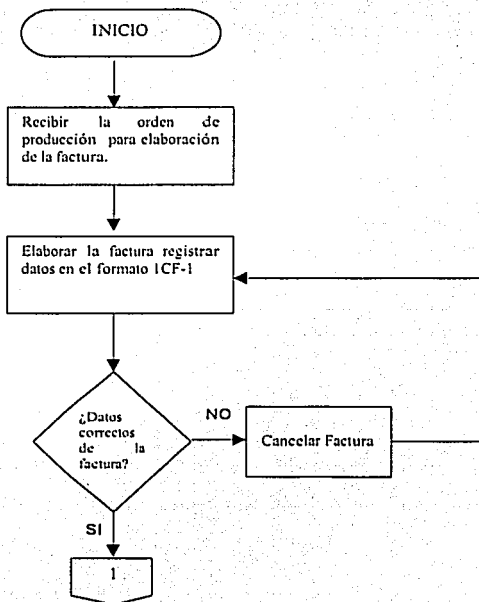 INICIO
Recibir la orden de
producción para elaboración
de la factura.
Elaborar la factura registrar
datos en el formato 1CF-1
¿Datos
correctos
de la
factura?
NO
Cancelar Factura
SI
1